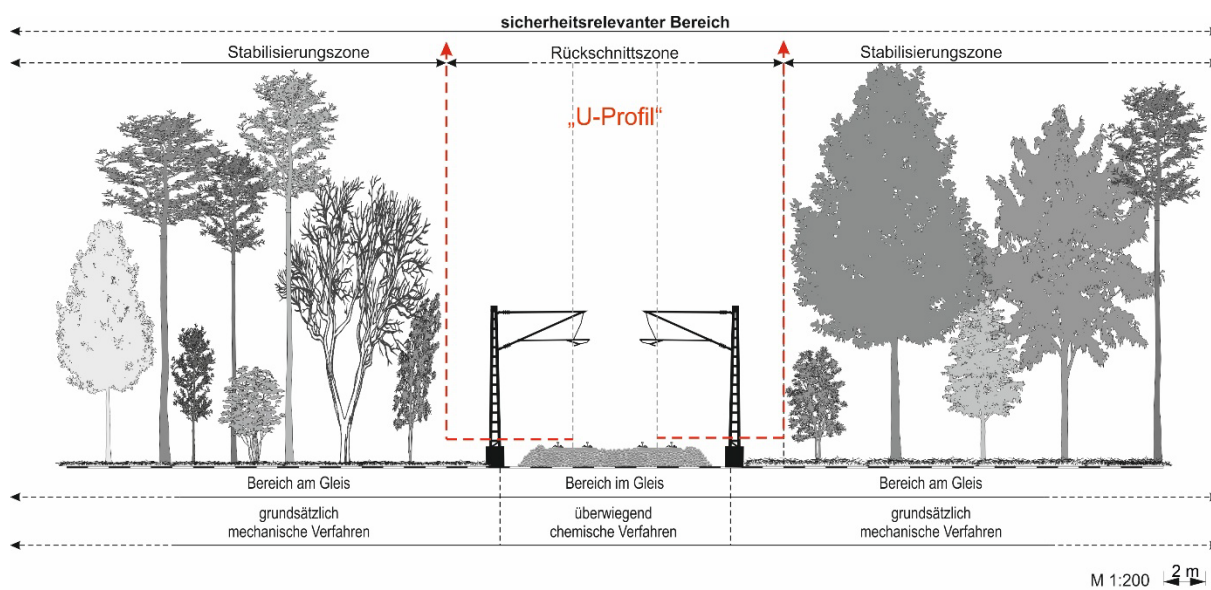 sicherheitsrelevanter Bereich
Stabilisierungszone
Rückschnittszone
Stabilisierungszone
„U-Profil“
Bereich am Gleis
Bereich im Gleis
Bereich am Gleis
grundsätzlich
mechanische Verfahren
überwiegend
chemische Verfahren
grundsätzlich
mechanische Verfahren
M 1:200
2 m